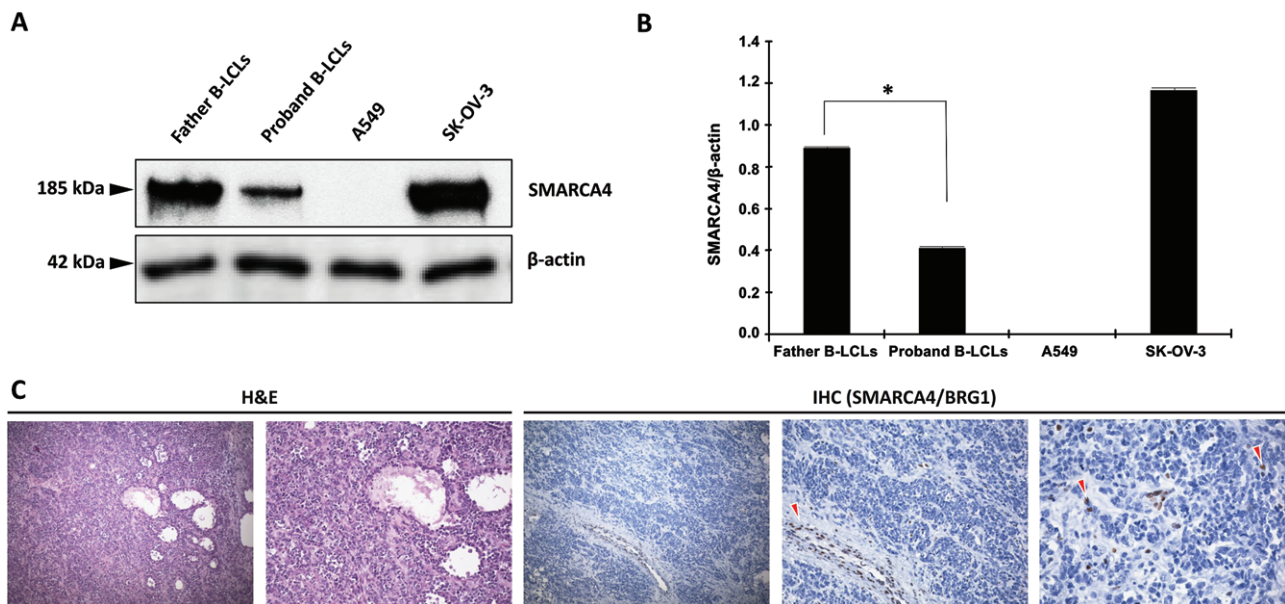 A
Father B-LCLs
Proband B-LCLs
A549
SK-OV-3
185 kDa
SMARCA4
42 kDa
β-actin
B
SMARCA4/β-actin
1.4
1.2
1.0
0.8
0.6
0.4
0.2
0.0
*
Father B-LCLs
Proband B-LCLs
A549
SK-OV-3
C
H&E
IHC (SMARCA4/BRG1)